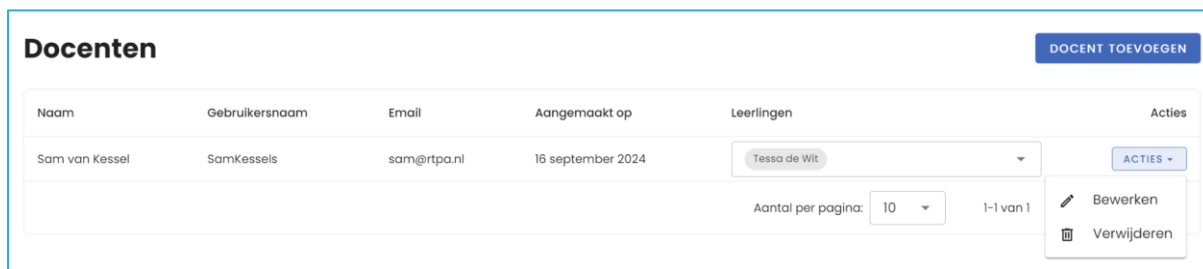 Docenten
DOCENT TOEVOEGEN
Naam Gebruikersnaam Email Aangemaakt op Leerlingen Acties
Sam van Kessel SamKessels sam@rtpa.nl 16 september 2024 Tessa de Wit ACTIES
Aantal per pagina: 10 1-1 van 1
Bewerken
Verwijderen